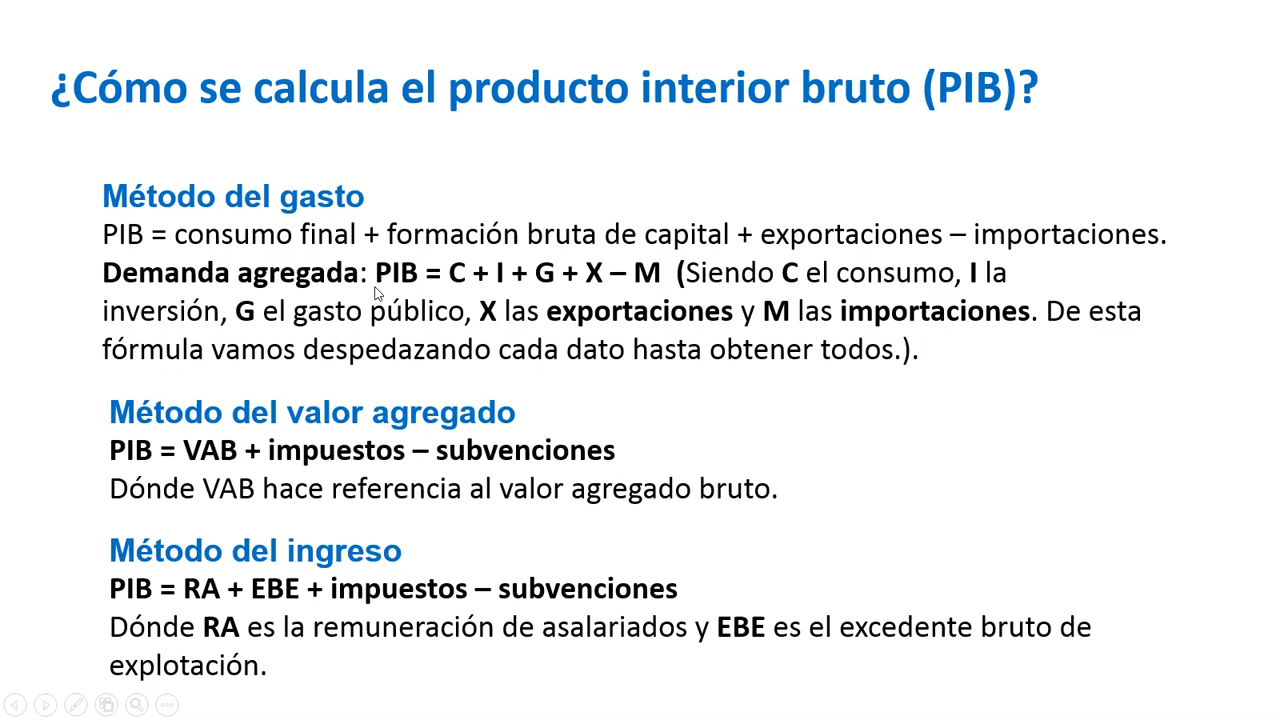 ¿Cómo se calcula el producto interior bruto (PIB)?
Método del gasto
PIB = consumo final + formación bruta de capital + exportaciones – importaciones.
Demanda agregada: PIB = C + I + G + X – M (Siendo C el consumo, I la
inversión, G el gasto público, X las exportaciones y M las importaciones. De esta
fórmula vamos despedazando cada dato hasta obtener todos.).
Método del valor agregado
PIB = VAB + impuestos – subvenciones
Dónde VAB hace referencia al valor agregado bruto.
Método del ingreso
PIB = RA + EBE + impuestos – subvenciones
Dónde RA es la remuneración de asalariados y EBE es el excedente bruto de
explotación.